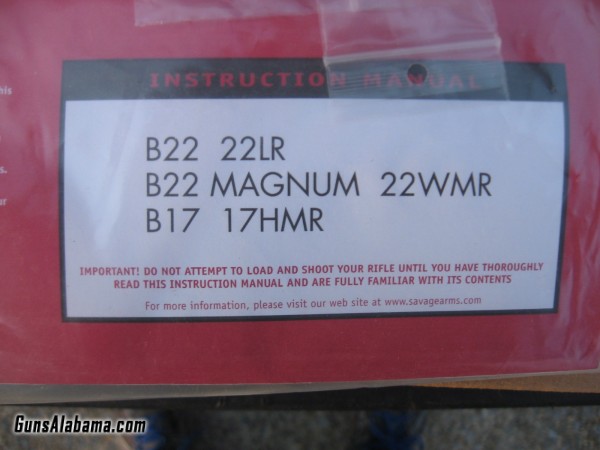 his
s.
ur
INSTRUCTION MANUAL
B22 22LR
B22 MAGNUM 22WMR
B17 17HMR
IMPORTANT! DO NOT ATTEMPT TO LOAD AND SHOOT YOUR RIFLE UNTIL YOU HAVE THOROUGHLY
READ THIS INSTRUCTION MANUAL AND ARE FULLY FAMILIAR WITH ITS CONTENTS
For more information, please visit our web site at www.savagearms.com
GunsAlabama.com